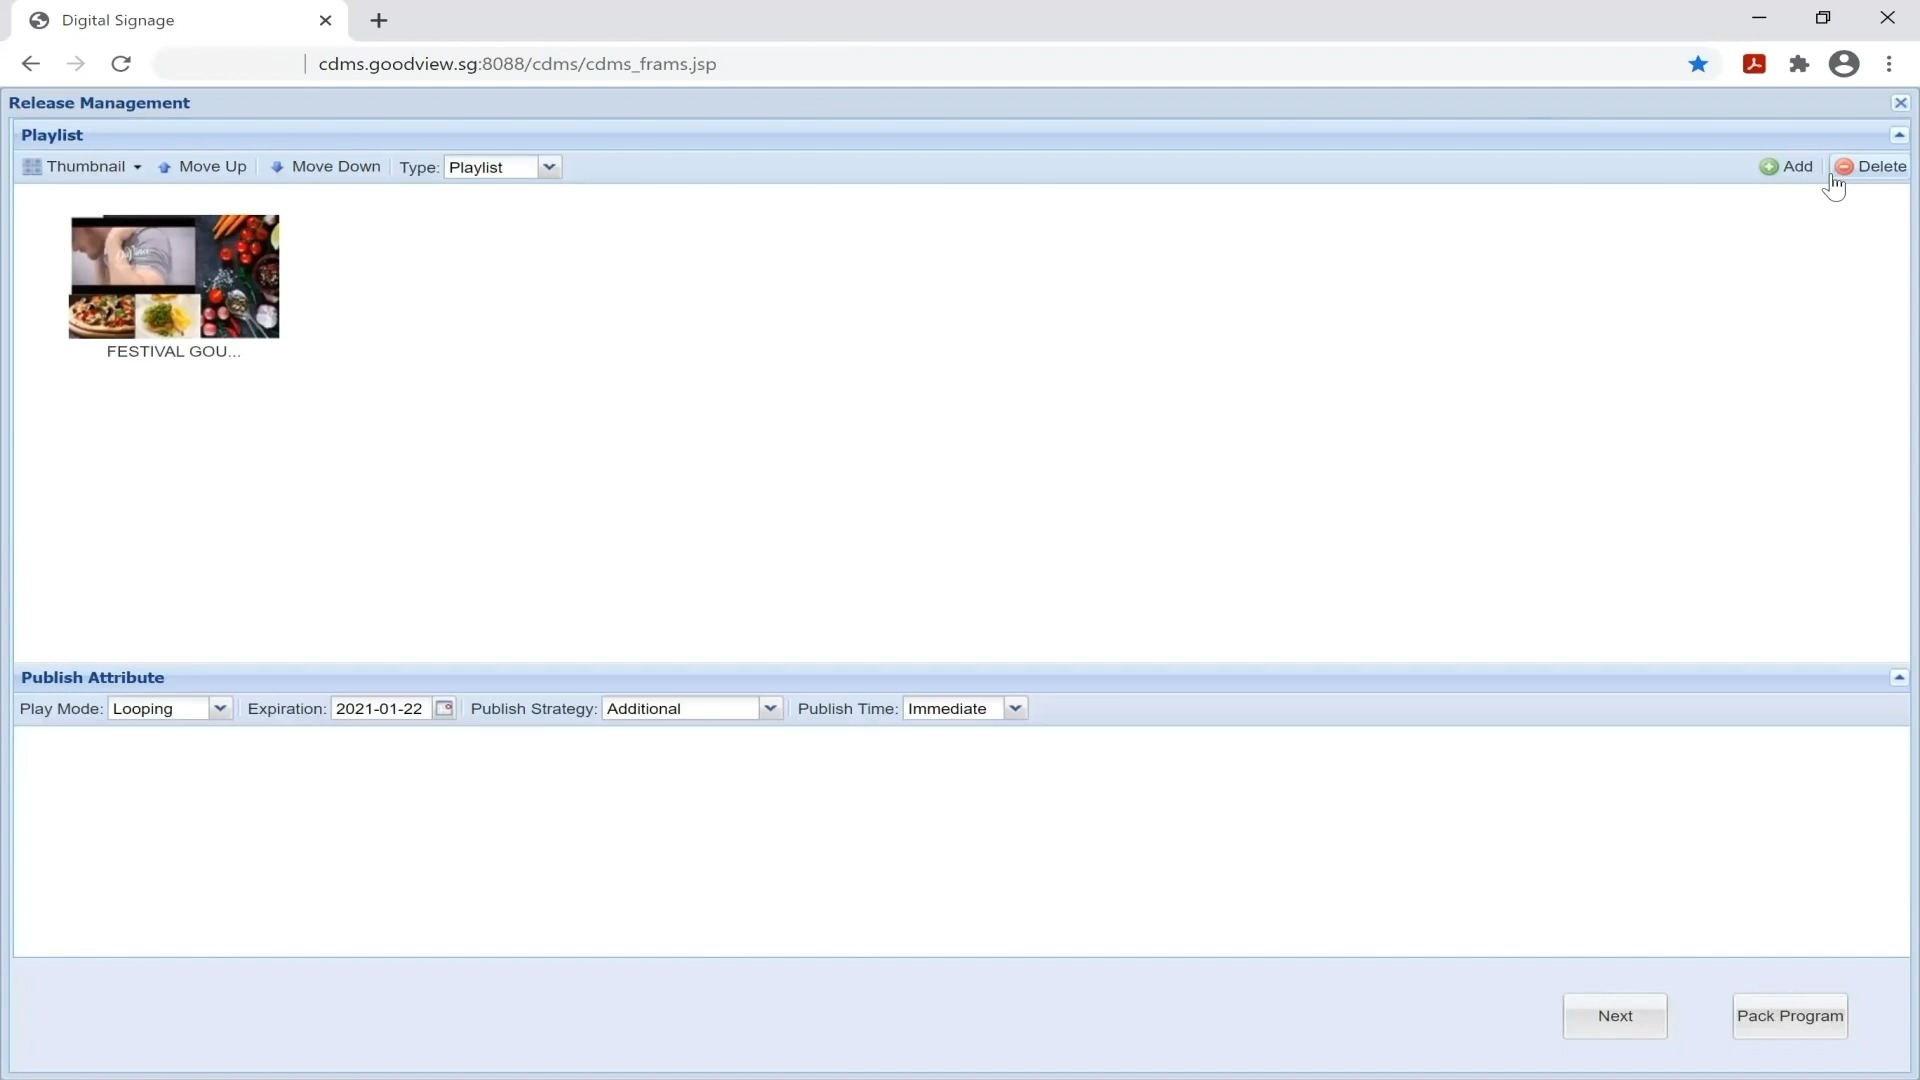 Digital Signage
cdms.goodview.sg:8088/cdms/cdms_frams.jsp
Release Management
Playlist
Thumbnail Move Up Move Down Type: Playlist Add Delete
DaVinci
FESTIVAL GOU...
Publish Attribute
Play Mode: Looping Expiration: 2021-01-22 Publish Strategy: Additional Publish Time: Immediate
Next Pack Program